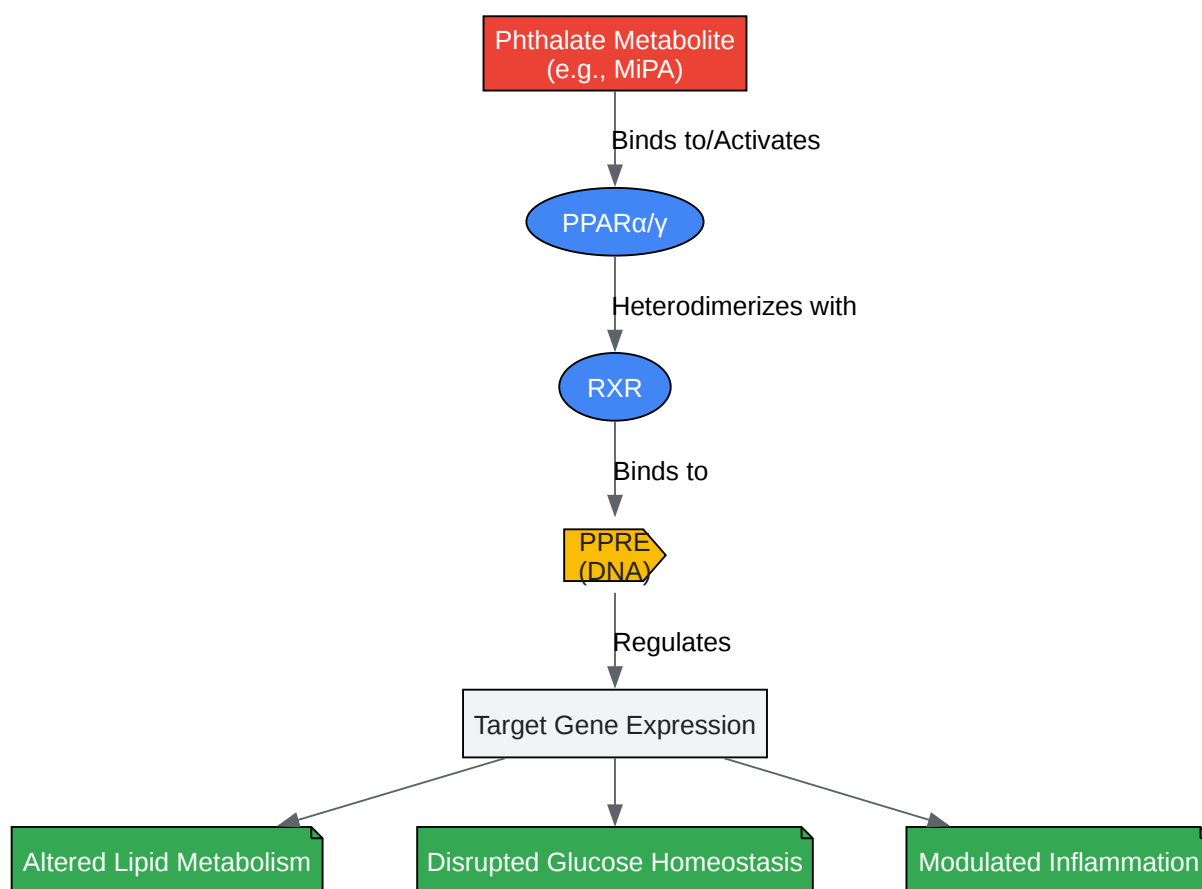 Phthalate Metabolite
(e.g., MiPA)
Binds to/Activates
PPARα/γ
Heterodimerizes with
RXR
Binds to
PPRE
(DNA)
Regulates
Target Gene Expression
Altered Lipid Metabolism
Disrupted Glucose Homeostasis
Modulated Inflammation